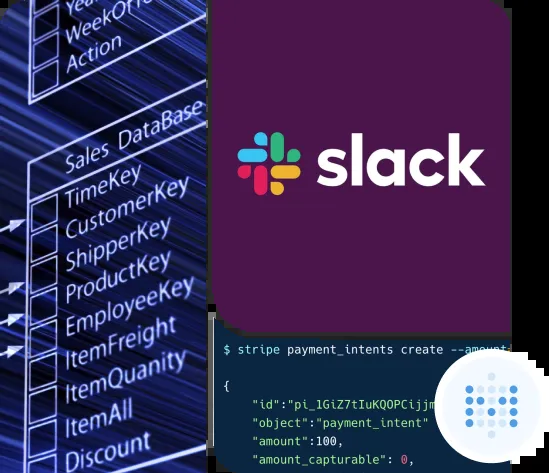 WeekOf
Action
Sales DataBase
TimeKey
CustomerKey
ShipperKey
ProductKey
EmployeeKey
ItemFreight
ItemQuanity
ItemAll
Discount
slack
$ stripe payment_intents create --amount
{
"id":"pi_1GiZ7tIuKQOPCijjm
"object":"payment_intent"
"amount":100,
"amount_capturable": 0,